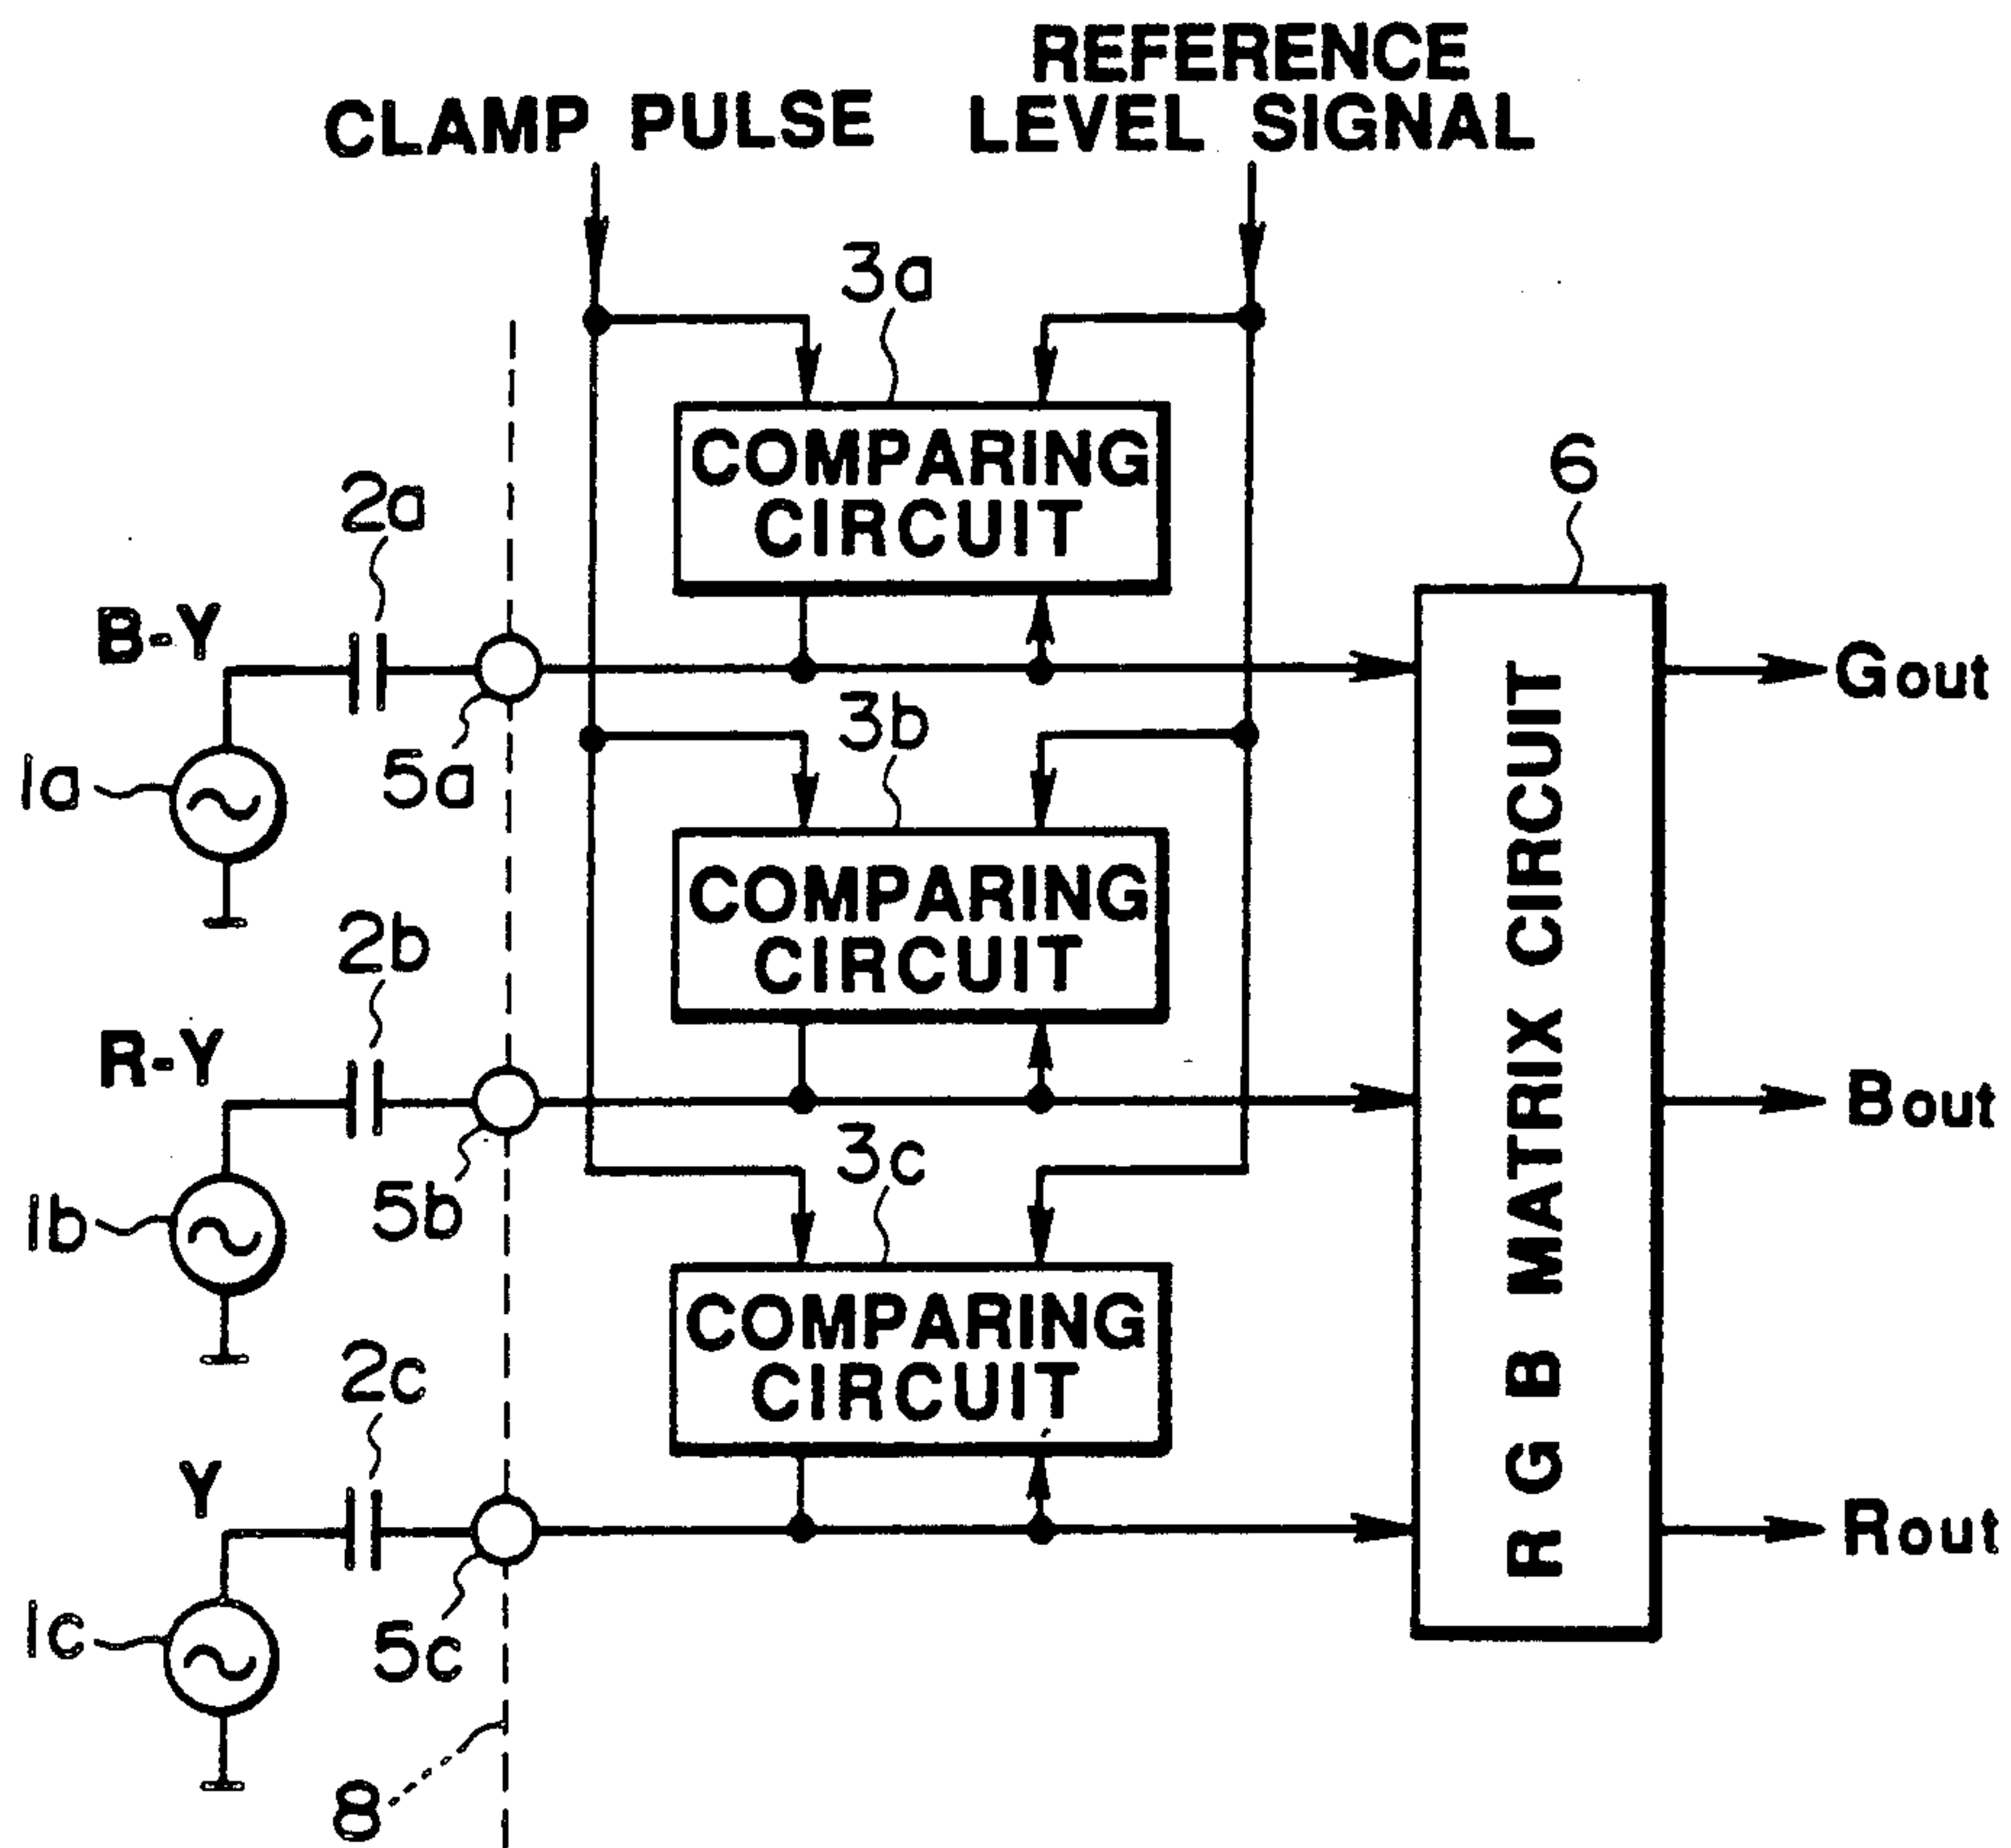 REFERENCE
CLAMP PULSE
LEVEL SIGNAL
3a
COMPARING
CIRCUIT
6
2a
B-Y
Gout
1a
5a
3b
COMPARING
CIRCUIT
2b
R-Y
Bout
1b
5b
3c
COMPARING
CIRCUIT
2c
Y
Rout
1c
5c
8
RGB MATRIX CIRCUIT